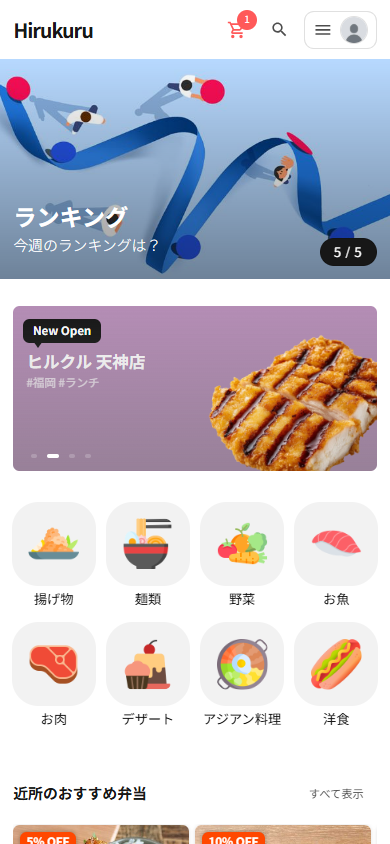 Hirukuru
1
ランキング
今週のランキングは？
5 / 5
New Open
ヒルクル 天神店
#福岡 #ランチ
揚げ物
麺類
野菜
お魚
お肉
デザート
アジアン料理
洋食
近所のおすすめ弁当
すべて表示
5% OFF
10% OFF